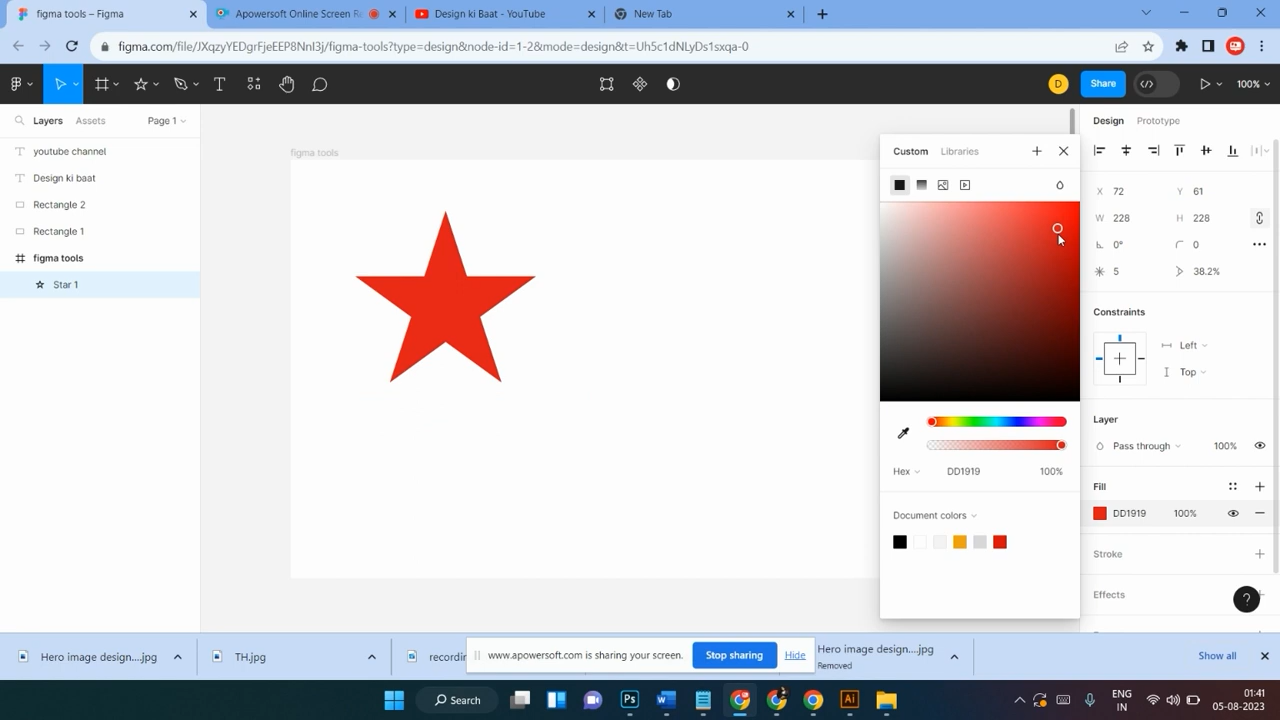 figma tools – Figma
Apowersoft Online Screen R
Design ki Baat - YouTube
New Tab
figma.com/file/JXqzyYEDgrFjeEEP8NnI3j/figma-tools?type=design&node-id=1-2&mode=design&t=Uh5c1dNLyDs1sxqa-0
D
Share
100%
Layers
Assets
Page 1
Design
Prototype
youtube channel
Design ki baat
Rectangle 2
Rectangle 1
figma tools
Star 1
figma tools
Custom
Libraries
Hex
DD1919
100%
Document colors
X
72
Y
61
W
228
H
228
0°
0
5
38.2%
Constraints
Left
Top
Layer
Pass through
100%
Fill
DD1919
100%
Stroke
Effects
?
Hero image design....jpg
TH.jpg
recording
www.apowersoft.com is sharing your screen.
Stop sharing
Hide
Hero image design....jpg
Removed
Show all
Search
Ps
Ai
ENG
IN
01:41
05-08-2023